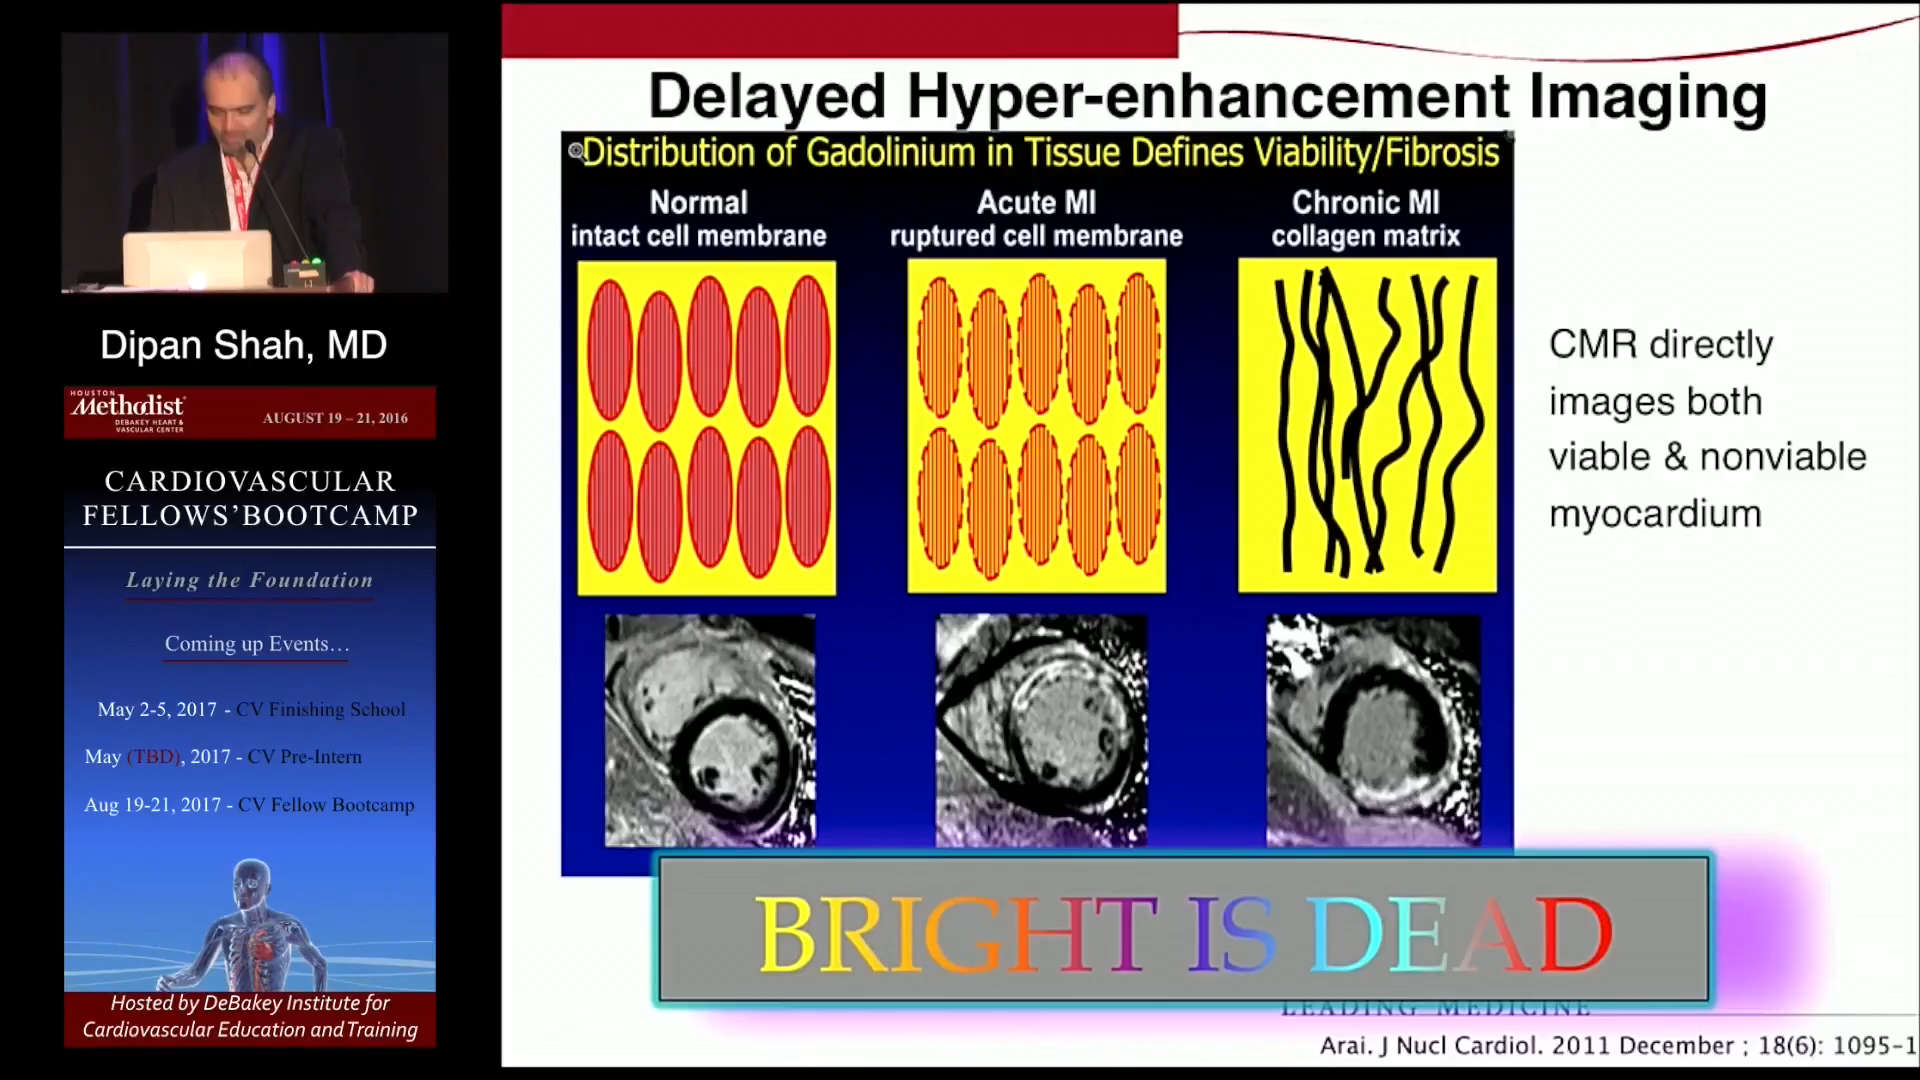 Dipan Shah, MD
HOUSTON
Methodist
DEBAKEY HEART &
VASCULAR CENTER
AUGUST 19 – 21, 2016
CARDIOVASCULAR
FELLOWS’BOOTCAMP
Laying the Foundation
Coming up Events…
May 2-5, 2017 - CV Finishing School
May (TBD), 2017 - CV Pre-Intern
Aug 19-21, 2017 - CV Fellow Bootcamp
Hosted by DeBakey Institute for
Cardiovascular Education and Training
Delayed Hyper-enhancement Imaging
Distribution of Gadolinium in Tissue Defines Viability/Fibrosis
Normal
intact cell membrane
Acute MI
ruptured cell membrane
Chronic MI
collagen matrix
CMR directly
images both
viable & nonviable
myocardium
BRIGHT IS DEAD
LEADING MEDICINE
Arai. J Nucl Cardiol. 2011 December ; 18(6): 1095-1